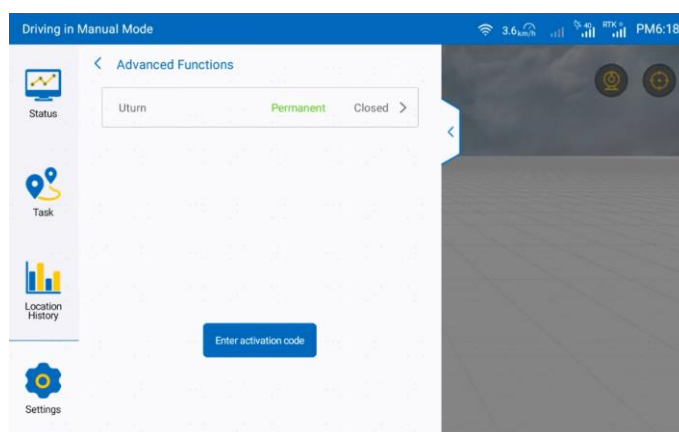 Driving in Manual Mode
3.6km/h
40
RTK
PM6:18
Advanced Functions
Uturn Permanent Closed
Status
Task
Location
History
Enter activation code
Settings